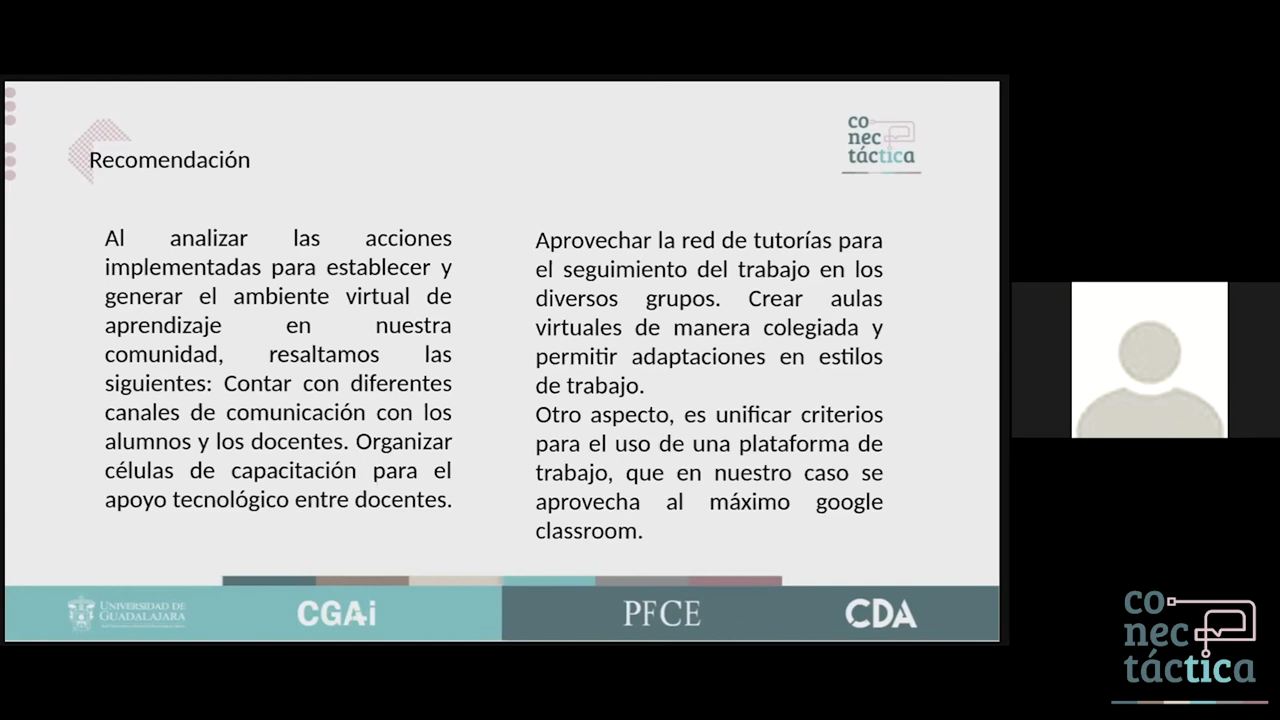 Recomendación
co
nec
táctica
Al analizar las acciones
implementadas para establecer y
generar el ambiente virtual de
aprendizaje en nuestra
comunidad, resaltamos las
siguientes: Contar con diferentes
canales de comunicación con los
alumnos y los docentes. Organizar
células de capacitación para el
apoyo tecnológico entre docentes.
Aprovechar la red de tutorías para
el seguimiento del trabajo en los
diversos grupos. Crear aulas
virtuales de manera colegiada y
permitir adaptaciones en estilos
de trabajo.
Otro aspecto, es unificar criterios
para el uso de una plataforma de
trabajo, que en nuestro caso se
aprovecha al máximo google
classroom.
UNIVERSIDAD DE
GUADALAJARA
CGAi
PFCE
CDA
co
nec
táctica